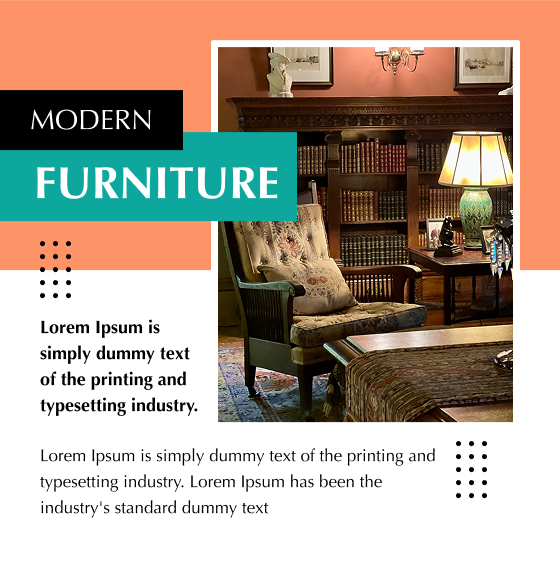 MODERN
FURNITURE
Lorem Ipsum is
simply dummy text
of the printing and
typesetting industry.
Lorem Ipsum is simply dummy text of the printing and
typesetting industry. Lorem Ipsum has been the
industry's standard dummy text